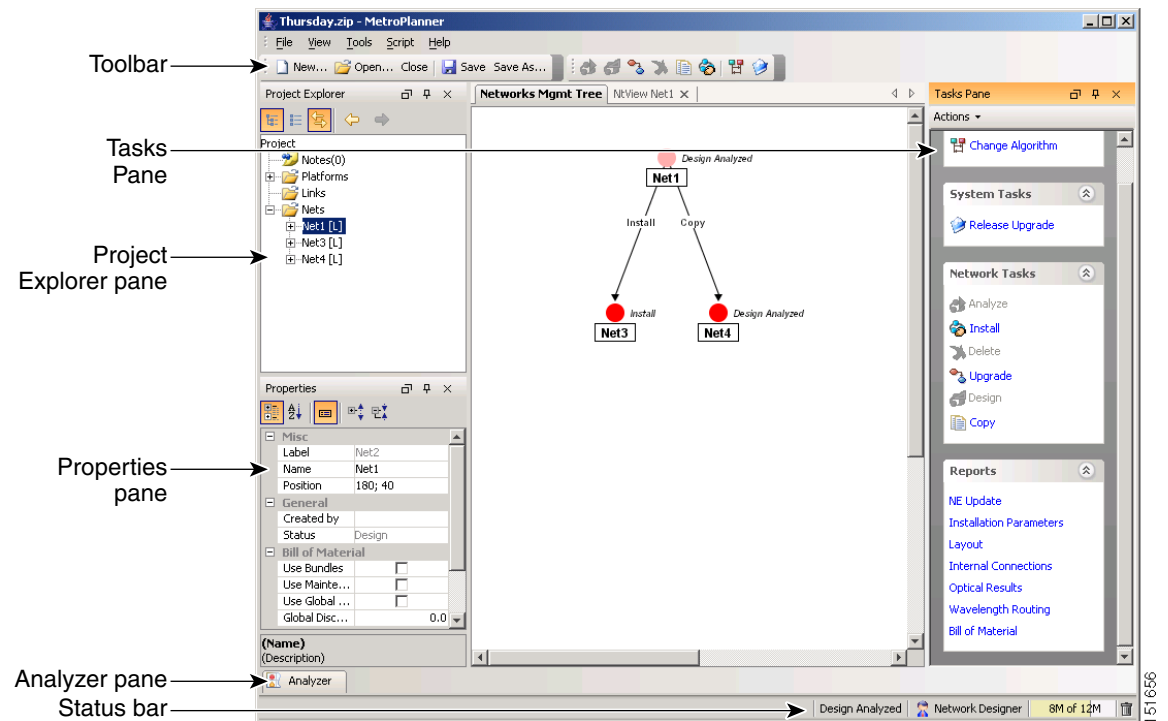 Thursday.zip - MetroPlanner
File View Tools Script Help
Toolbar
New... Open... Close Save Save As...
Project Explorer
Networks Mgmt Tree NtView Net1
Tasks Pane
Actions
Project
Notes(0)
Platforms
Links
Nets
Net1 [L]
Net3 [L]
Net4 [L]
Tasks
Pane
Project
Explorer pane
Design Analyzed
Net1
Install Copy
Install
Net3
Design Analyzed
Net4
Change Algorithm
System Tasks
Release Upgrade
Network Tasks
Analyze
Install
Delete
Upgrade
Design
Copy
Reports
NE Update
Installation Parameters
Layout
Internal Connections
Optical Results
Wavelength Routing
Bill of Material
Properties
Properties
pane
Misc
Label Net2
Name Net1
Position 180; 40
General
Created by
Status Design
Bill of Material
Use Bundles
Use Mainte...
Use Global ...
Global Disc... 0.0
(Name)
(Description)
Analyzer pane
Analyzer
Status bar
Design Analyzed Network Designer 8M of 12M
151656